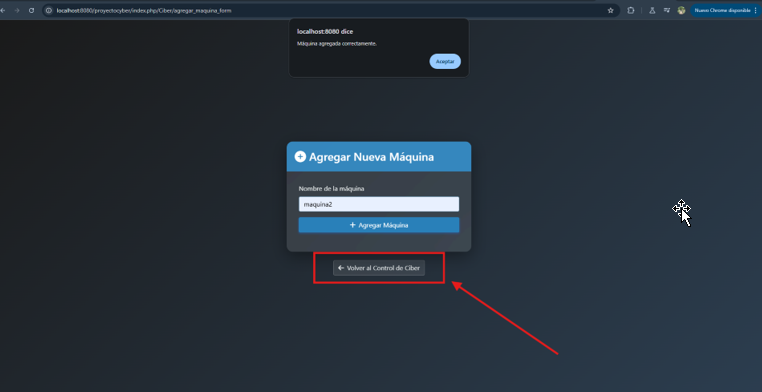 localhost:8080/proyectocyber/index.php/Ciber/agregar_maquina_form
Nuevo Chrome disponible
localhost:8080 dice
Máquina agregada correctamente.
Aceptar
Agregar Nueva Máquina
Nombre de la máquina
maquina2
+ Agregar Máquina
← Volver al Control de Ciber